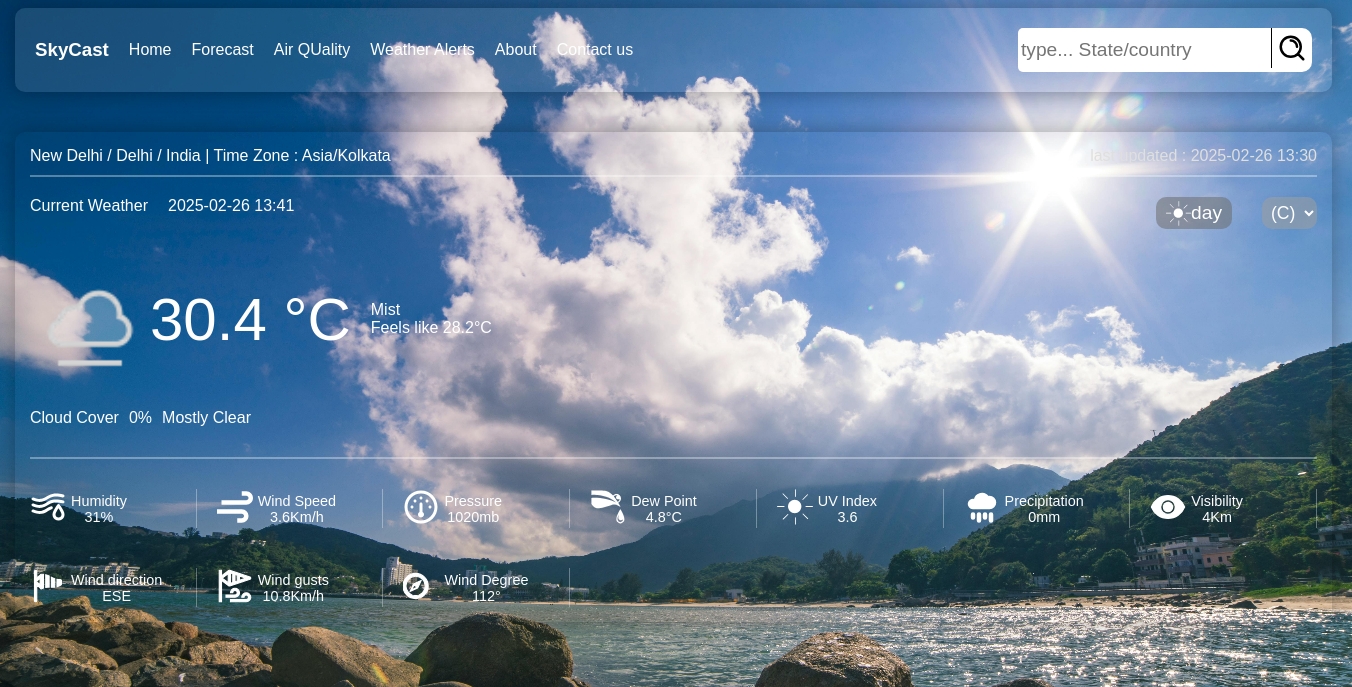 SkyCast Home Forecast Air QUality Weather Alerts About Contact us
type... State/country
New Delhi / Delhi / India | Time Zone : Asia/Kolkata
last updated : 2025-02-26 13:30
Current Weather 2025-02-26 13:41
day
(C)
30.4 °C
Mist
Feels like 28.2°C
Cloud Cover 0% Mostly Clear
Humidity
31%
Wind Speed
3.6Km/h
Pressure
1020mb
Dew Point
4.8°C
UV Index
3.6
Precipitation
0mm
Visibility
4Km
Wind direction
ESE
Wind gusts
10.8Km/h
Wind Degree
112°